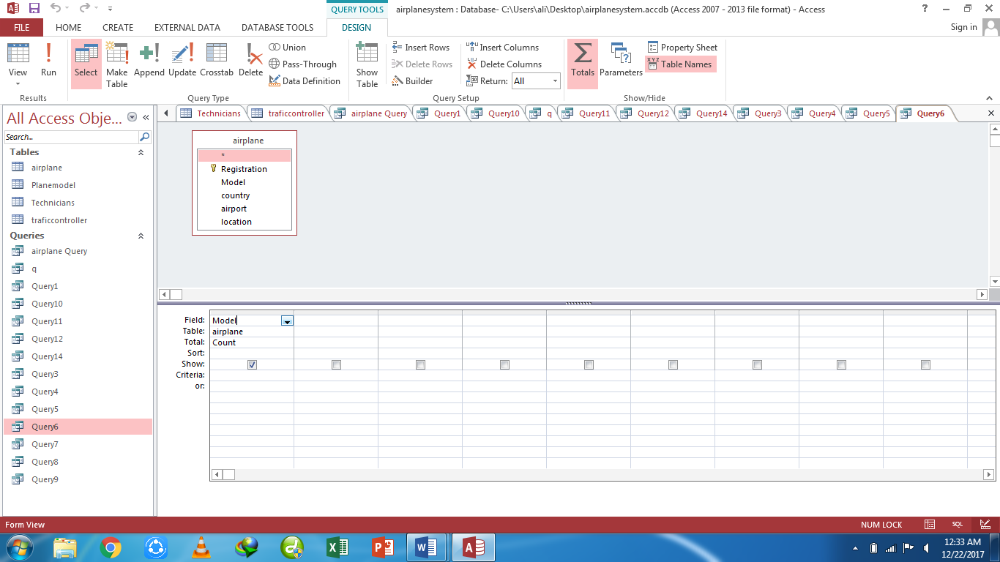 QUERY TOOLS airplanesystem : Database- C:\Users\ali\Desktop\airplanesystem.accdb (Access 2007 - 2013 file format) - Access
FILE HOME CREATE EXTERNAL DATA DATABASE TOOLS DESIGN Sign in
View Run Select Make Table Append Update Crosstab Delete
Union
Pass-Through
Data Definition
Show Table
Insert Rows
Delete Rows
Builder
Insert Columns
Delete Columns
Return: All
Totals Parameters
Property Sheet
XYZ Table Names
Results Query Type Query Setup Show/Hide
All Access Obje...
Search...
Tables
airplane
Planemodel
Technicians
traficcontroller
Queries
airplane Query
q
Query1
Query10
Query11
Query12
Query14
Query3
Query4
Query5
Query6
Query7
Query8
Query9
Technicians traficcontroller airplane Query Query1 Query10 q Query11 Query12 Query14 Query3 Query4 Query5 Query6
airplane
*
Registration
Model
country
airport
location
Field: Model
Table: airplane
Total: Count
Sort:
Show:
Criteria:
or:
Form View NUM LOCK SQL
12:33 AM
12/22/2017